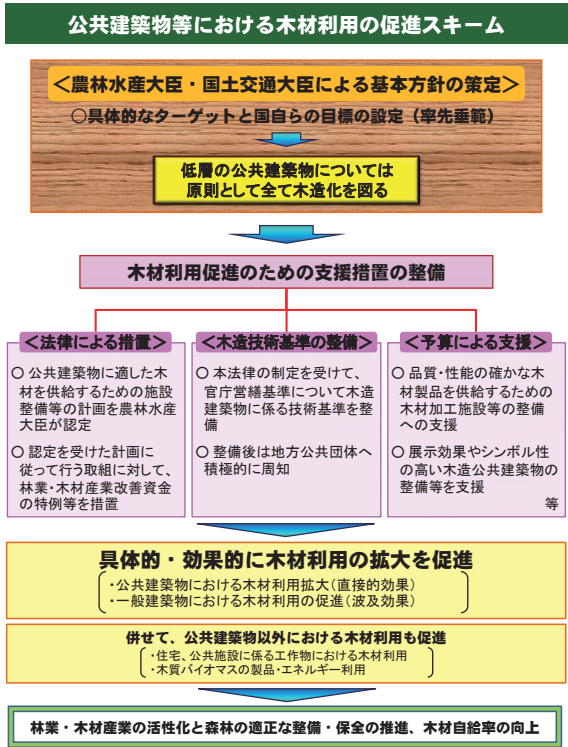 公共建築物等における木材利用の促進スキーム
＜農林水産大臣・国土交通大臣による基本方針の策定＞
○具体的なターゲットと国自らの目標の設定（率先垂範）
低層の公共建築物については
原則として全て木造化を図る
木材利用促進のための支援措置の整備
＜法律による措置＞
○ 公共建築物に適した木
材を供給するための施設
整備等の計画を農林水産
大臣が認定
○ 認定を受けた計画に
従って行う取組に対して、
林業・木材産業改善資金
の特例等を措置
＜木造技術基準の整備＞
○ 本法律の制定を受けて、
官庁営繕基準について木造
建築物に係る技術基準を整
備
○ 整備後は地方公共団体へ
積極的に周知
＜予算による支援＞
○ 品質・性能の確かな木
材製品を供給するための
木材加工施設等の整備
への支援
○ 展示効果やシンボル性
の高い木造公共建築物の
整備等を支援
等
具体的・効果的に木材利用の拡大を促進
・公共建築物における木材利用拡大（直接的効果）
・一般建築物における木材利用の促進（波及効果）
併せて、公共建築物以外における木材利用も促進
・住宅、公共施設に係る工作物における木材利用
・木質バイオマスの製品・エネルギー利用
林業・木材産業の活性化と森林の適正な整備・保全の推進、木材自給率の向上